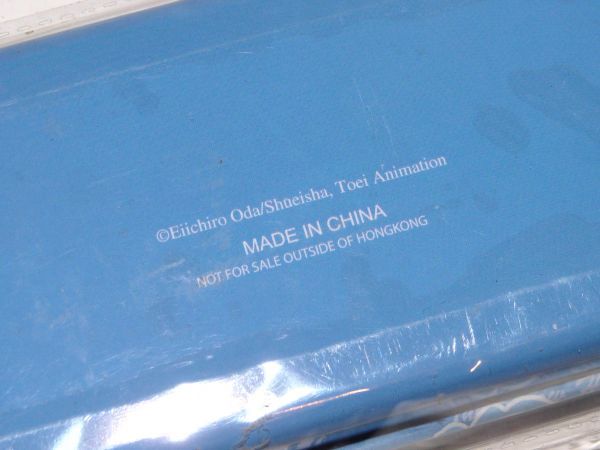 ©Eiichiro Oda/Shueisha, Toei Animation
MADE IN CHINA
NOT FOR SALE OUTSIDE OF HONGKONG